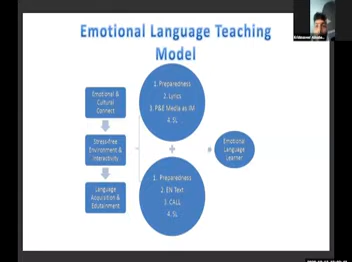 Emotional Language Teaching
Model
Emotional &
Cultural
Connect
Stress-free
Environment &
Interactivity
Language
Acquisition &
Edutainment
1. Preparedness
2. Lyrics
3. P&E Media as IM
4. SL
+
1. Preparedness
2. EN Text
3. CALL
4. SL
=
Emotional
Language
Learner